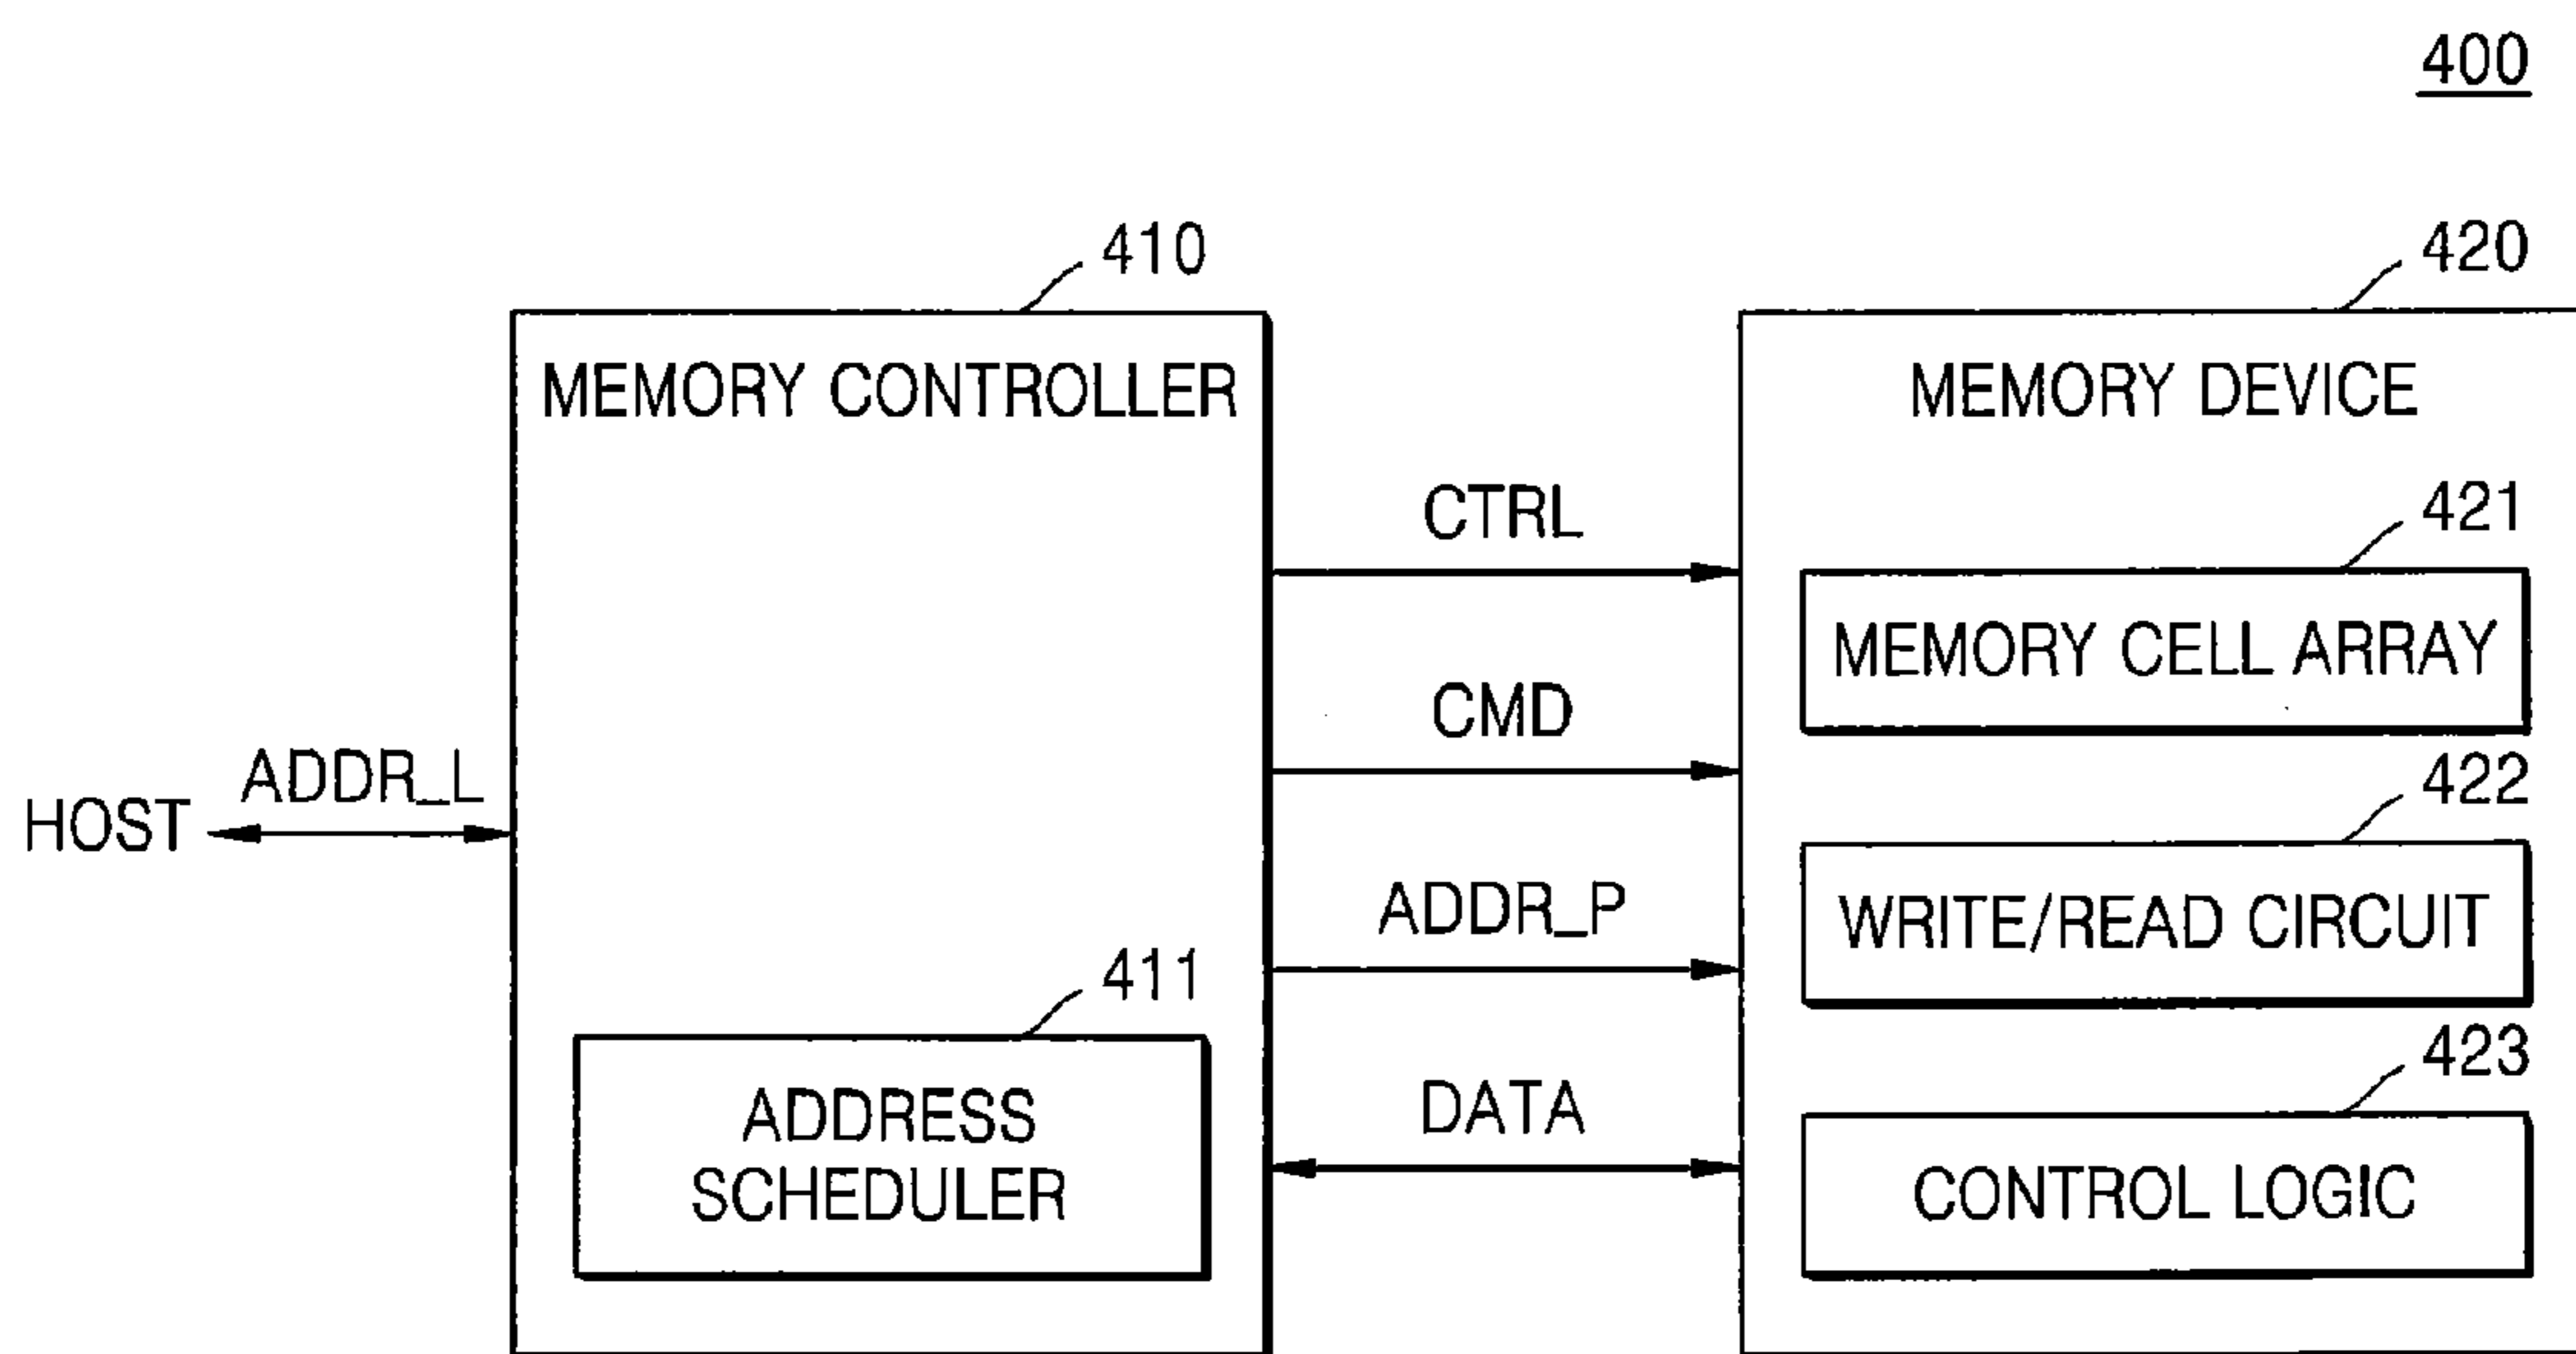 400
410
420
MEMORY CONTROLLER
MEMORY DEVICE
CTRL
421
MEMORY CELL ARRAY
CMD
ADDR_L
HOST
422
ADDR_P
WRITE/READ CIRCUIT
411
423
ADDRESS
SCHEDULER
DATA
CONTROL LOGIC